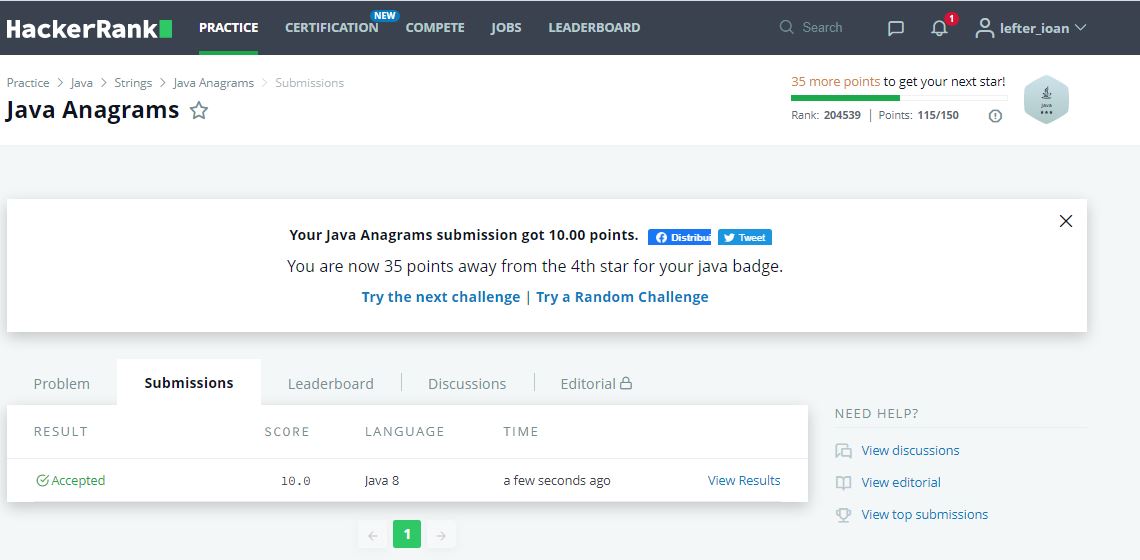 HackerRank PRACTICE CERTIFICATION NEW COMPETE JOBS LEADERBOARD Search 1 lefter_ioan
Practice > Java > Strings > Java Anagrams > Submissions
Java Anagrams
35 more points to get your next star!
Rank: 204539 | Points: 115/150
JAVA
Your Java Anagrams submission got 10.00 points. Distribui Tweet
You are now 35 points away from the 4th star for your java badge.
Try the next challenge | Try a Random Challenge
Problem Submissions Leaderboard Discussions Editorial
RESULT SCORE LANGUAGE TIME
Accepted 10.0 Java 8 a few seconds ago View Results
1
NEED HELP?
View discussions
View editorial
View top submissions